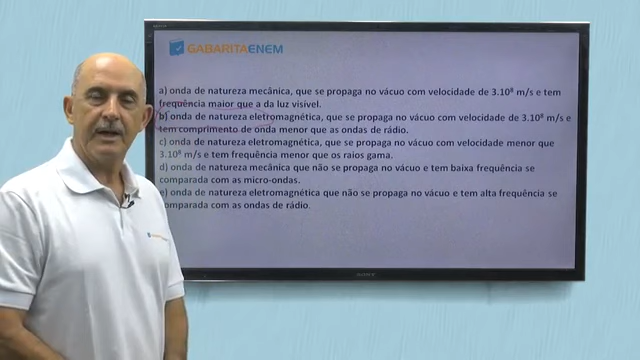 GABARITAENEM
a) onda de natureza mecânica, que se propaga no vácuo com velocidade de 3.10⁸ m/s e tem
frequência maior que a da luz visível.
b) onda de natureza eletromagnética, que se propaga no vácuo com velocidade de 3.10⁸ m/s e
tem comprimento de onda menor que as ondas de rádio.
c) onda de natureza eletromagnética, que se propaga no vácuo com velocidade menor que
3.10⁸ m/s e tem frequência menor que os raios gama.
d) onda de natureza mecânica que não se propaga no vácuo e tem baixa frequência se
comparada com as micro-ondas.
e) onda de natureza eletromagnética que não se propaga no vácuo e tem alta frequência se
comparada com as ondas de rádio.